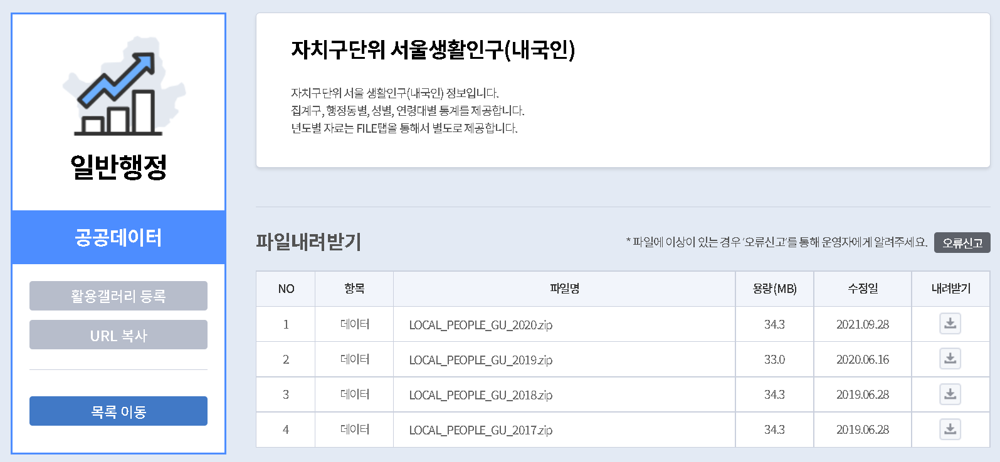 일반행정
공공데이터
활용갤러리 등록
URL 복사
목록 이동
자치구단위 서울생활인구(내국인)
자치구단위 서울 생활인구(내국인) 정보입니다.
집계구, 행정동별, 성별, 연령대별 통계를 제공합니다.
년도별 자료는 FILE탭을 통해서 별도로 제공합니다.
파일내려받기
* 파일에 이상이 있는 경우 '오류신고'를 통해 운영자에게 알려주세요. 오류신고
NO 항목 파일명 용량(MB) 수정일 내려받기
1 데이터 LOCAL_PEOPLE_GU_2020.zip 34.3 2021.09.28
2 데이터 LOCAL_PEOPLE_GU_2019.zip 33.0 2020.06.16
3 데이터 LOCAL_PEOPLE_GU_2018.zip 34.3 2019.06.28
4 데이터 LOCAL_PEOPLE_GU_2017.zip 34.3 2019.06.28